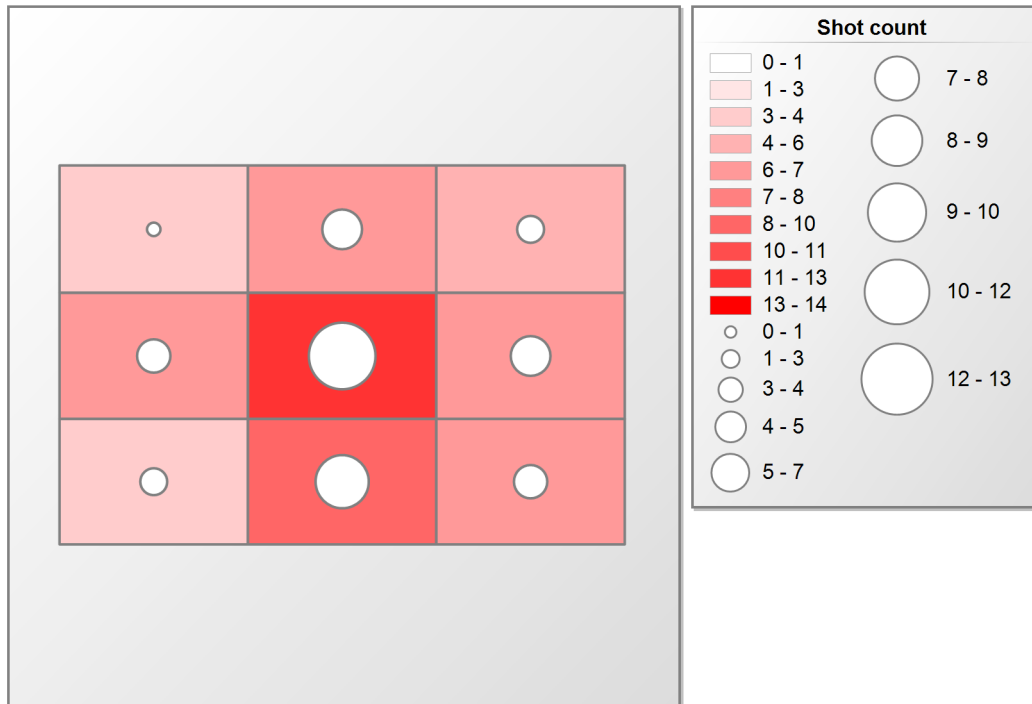 Shot count
0 - 1
1 - 3
3 - 4
4 - 6
6 - 7
7 - 8
8 - 10
10 - 11
11 - 13
13 - 14
0 - 1
1 - 3
3 - 4
4 - 5
5 - 7
7 - 8
8 - 9
9 - 10
10 - 12
12 - 13